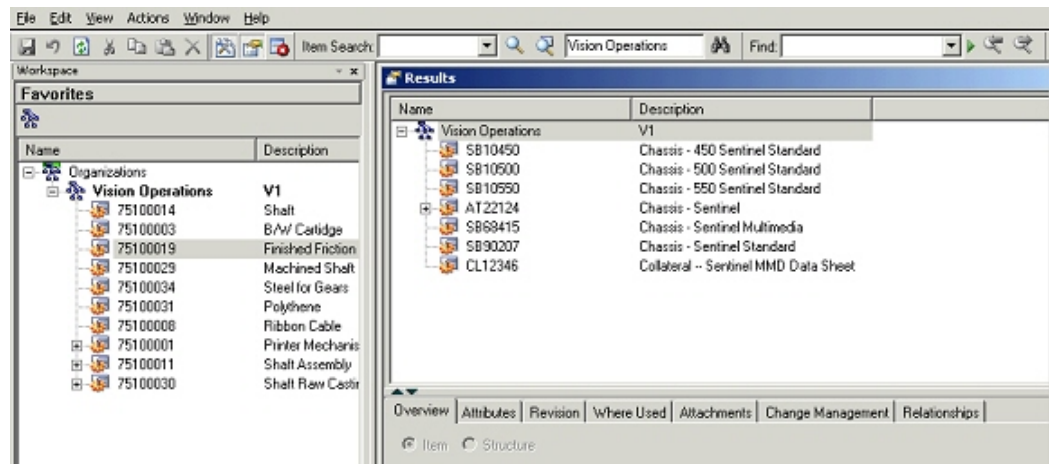 File Edit View Actions Window Help
Item Search: Vision Operations Find:
Workspace
Favorites
Name Description
Organizations
Vision Operations V1
75100014 Shaft
75100003 B/W Cartidge
75100019 Finished Friction
75100029 Machined Shaft
75100034 Steel for Gears
75100031 Polythene
75100008 Ribbon Cable
75100001 Printer Mechanis
75100011 Shaft Assembly
75100030 Shaft Raw Castin
Results
Name Description
Vision Operations V1
SB10450 Chassis - 450 Sentinel Standard
SB10500 Chassis - 500 Sentinel Standard
SB10550 Chassis - 550 Sentinel Standard
AT22124 Chassis - Sentinel
SB68415 Chassis - Sentinel Multimedia
SB90207 Chassis - Sentinel Standard
CL12346 Collateral -- Sentinel MMD Data Sheet
Overview Attributes Revision Where Used Attachments Change Management Relationships
Item Structure